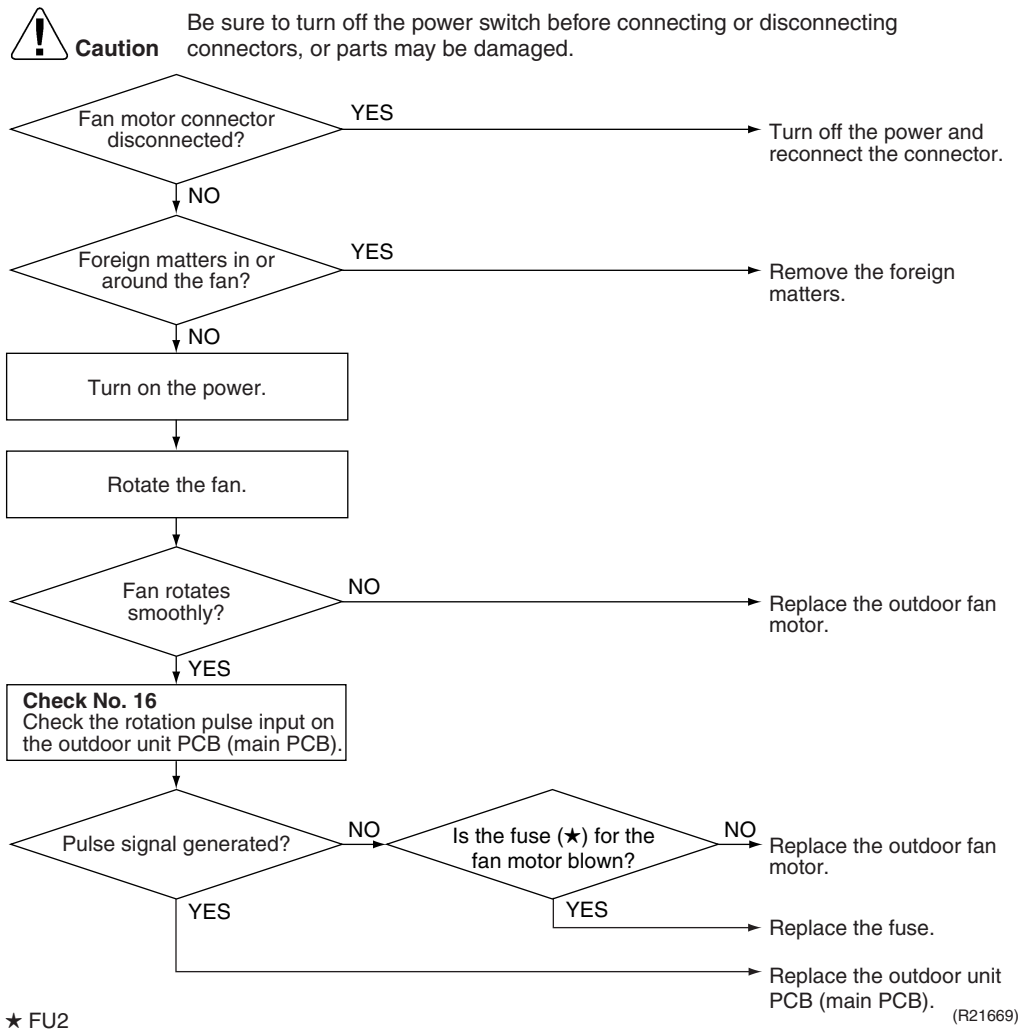 Be sure to turn off the power switch before connecting or disconnecting
Caution connectors, or parts may be damaged.
Fan motor connector
disconnected?
YES
Turn off the power and
reconnect the connector.
NO
Foreign matters in or
around the fan?
YES
Remove the foreign
matters.
NO
Turn on the power.
Rotate the fan.
Fan rotates
smoothly?
NO
Replace the outdoor fan
motor.
YES
Check No. 16
Check the rotation pulse input on
the outdoor unit PCB (main PCB).
Pulse signal generated?
NO
Is the fuse (★) for the
fan motor blown?
NO
Replace the outdoor fan
motor.
YES
Replace the fuse.
YES
Replace the outdoor unit
PCB (main PCB).
(R21669)
★ FU2